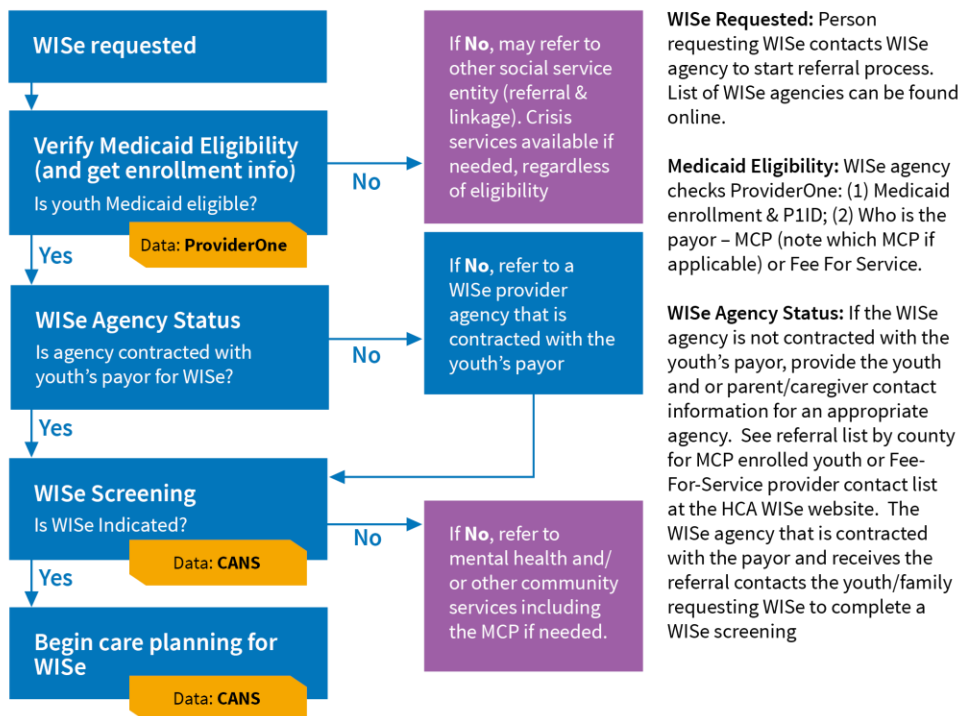 WISe requested
Verify Medicaid Eligibility
(and get enrollment info)
Is youth Medicaid eligible?
Data: ProviderOne
No
If No, may refer to
other social service
entity (referral &
linkage). Crisis
services available if
needed, regardless
of eligibility
Yes
WISe Agency Status
Is agency contracted with
youth's payor for WISe?
No
If No, refer to a
WISe provider
agency that is
contracted with the
youth's payor
Yes
WISe Screening
Is WISe Indicated?
Data: CANS
No
If No, refer to
mental health and/
or other community
services including
the MCP if needed.
Yes
Begin care planning for
WISe
Data: CANS
WISe Requested: Person
requesting WISe contacts WISe
agency to start referral process.
List of WISe agencies can be found
online.
Medicaid Eligibility: WISe agency
checks ProviderOne: (1) Medicaid
enrollment & P1ID; (2) Who is the
payor – MCP (note which MCP if
applicable) or Fee For Service.
WISe Agency Status: If the WISe
agency is not contracted with the
youth's payor, provide the youth
and or parent/caregiver contact
information for an appropriate
agency.  See referral list by county
for MCP enrolled youth or Fee-
For-Service provider contact list
at the HCA WISe website.  The
WISe agency that is contracted
with the payor and receives the
referral contacts the youth/family
requesting WISe to complete a
WISe screening